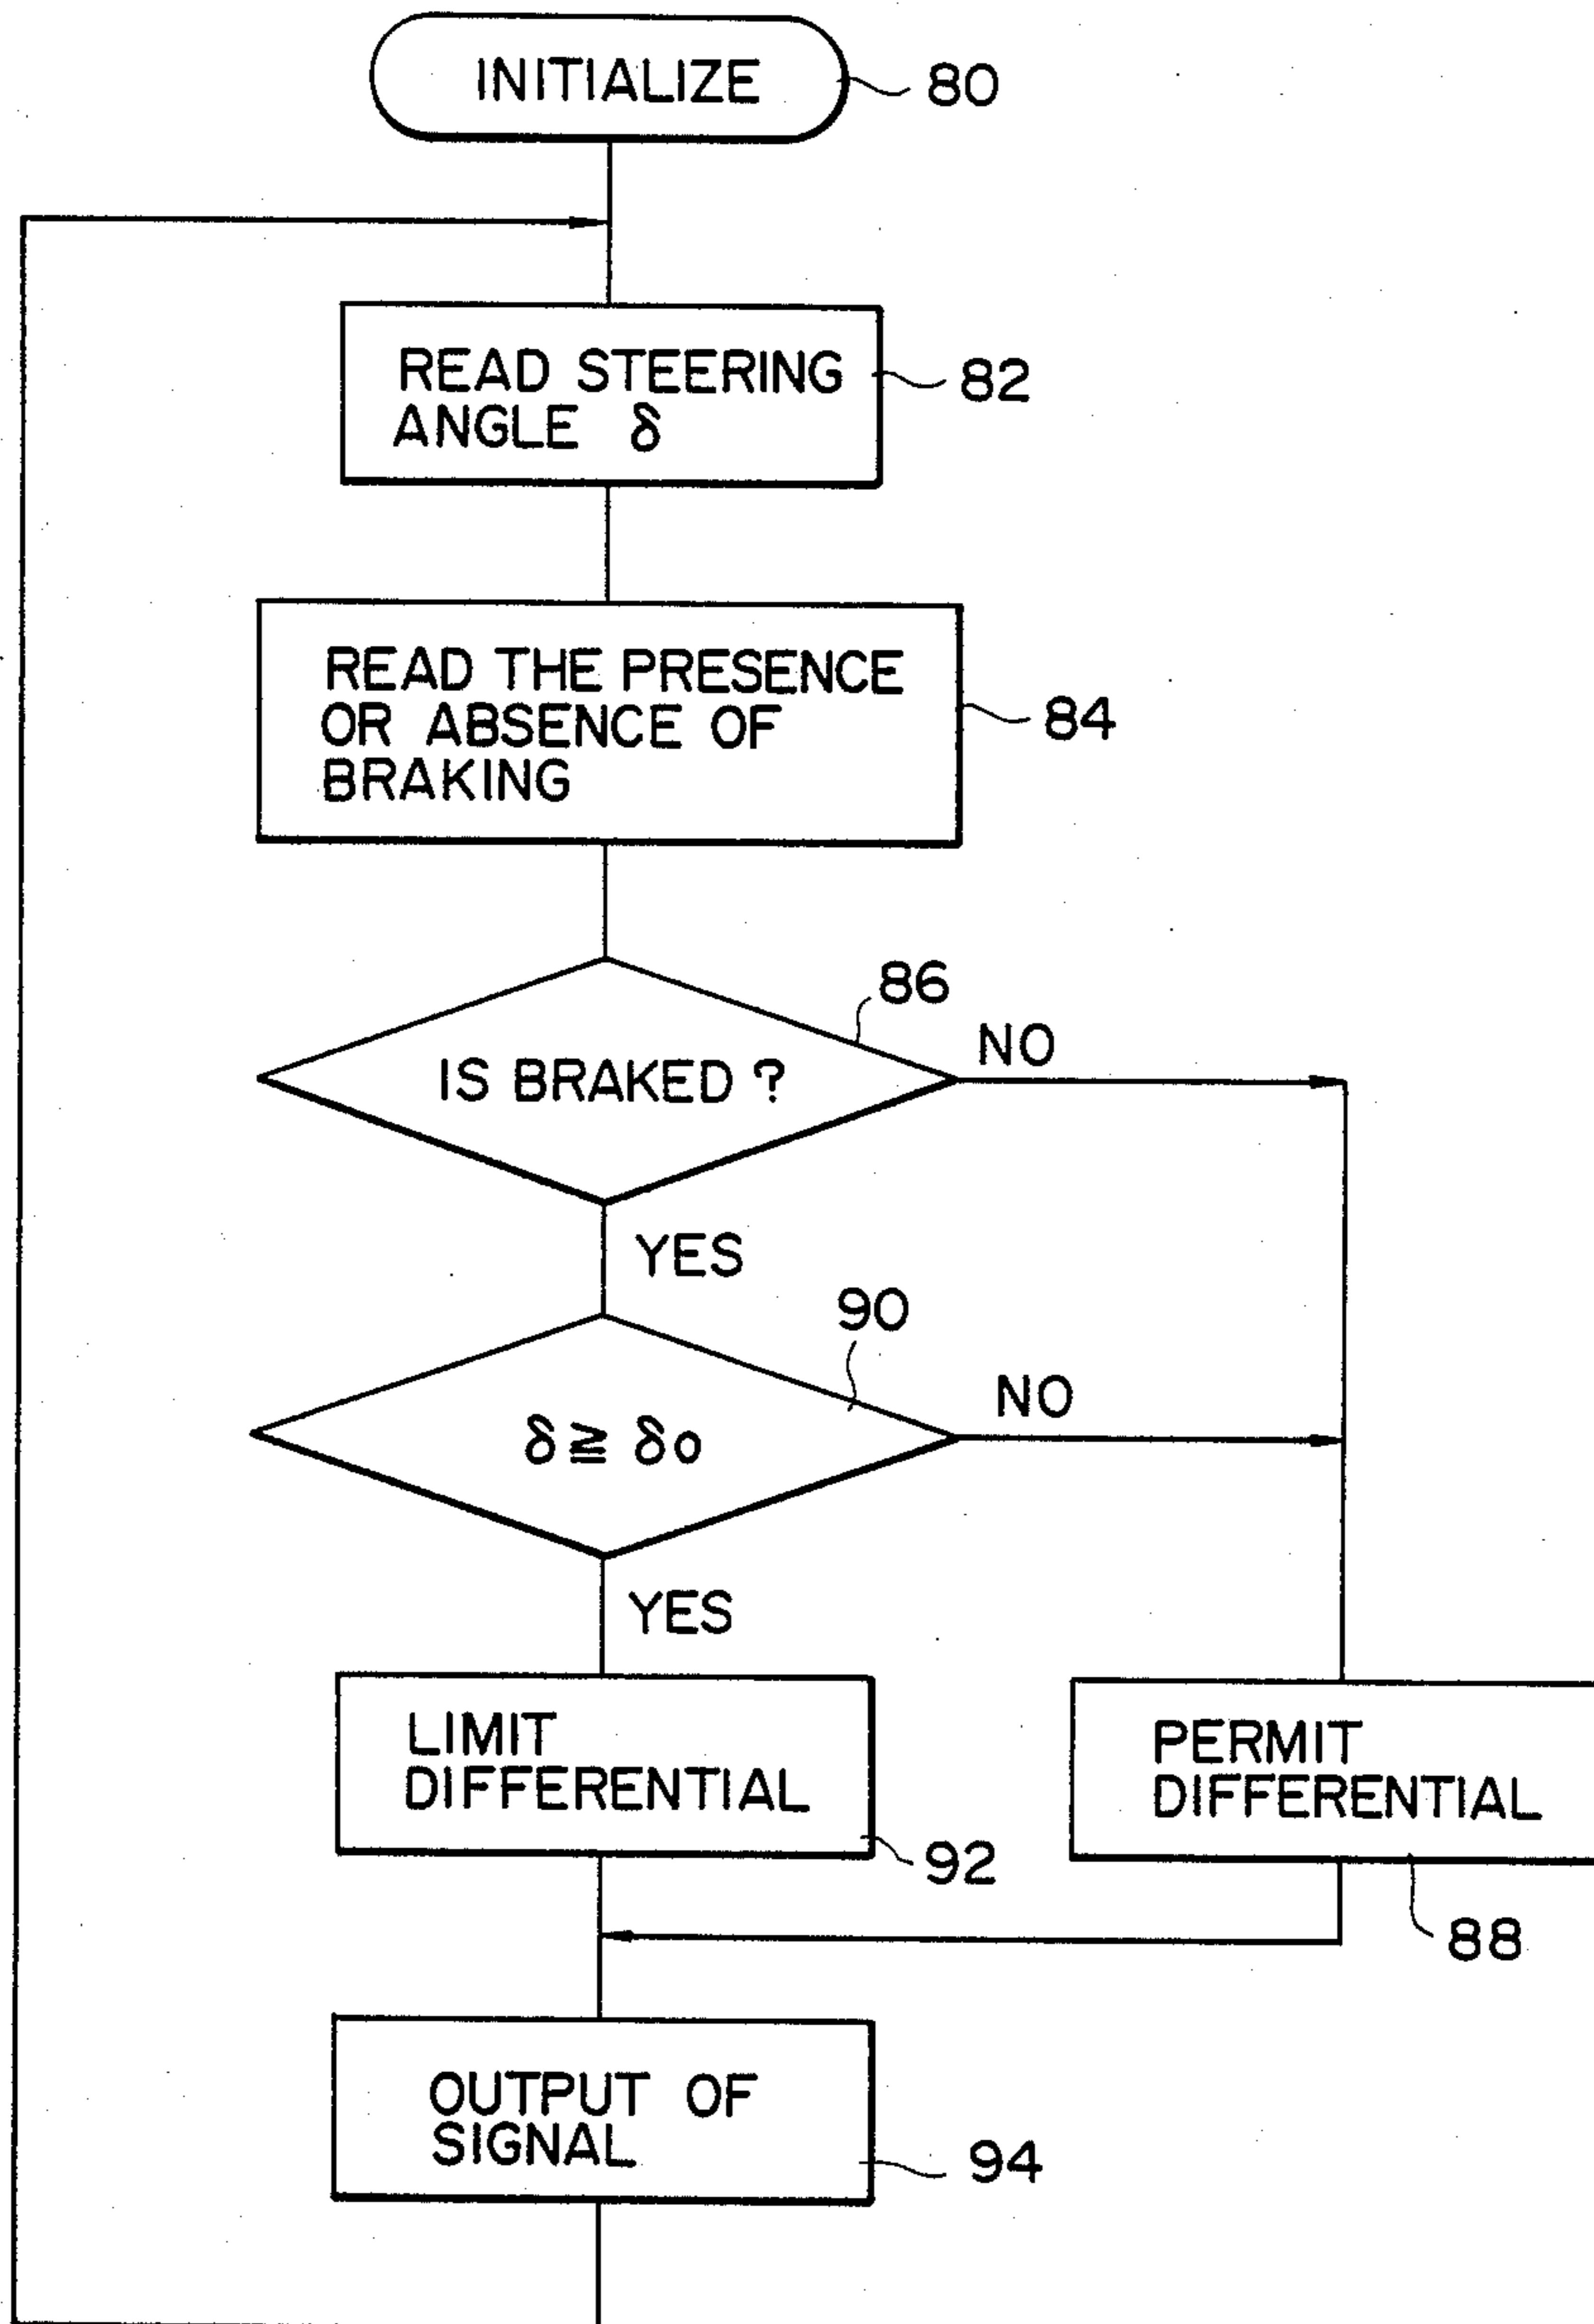 INITIALIZE
80
READ STEERING
ANGLE δ
82
READ THE PRESENCE
OR ABSENCE OF
BRAKING
84
86
NO
IS BRAKED ?
YES
90
NO
δ ≧ δo
YES
LIMIT
DIFFERENTIAL
92
PERMIT
DIFFERENTIAL
88
OUTPUT OF
SIGNAL
94